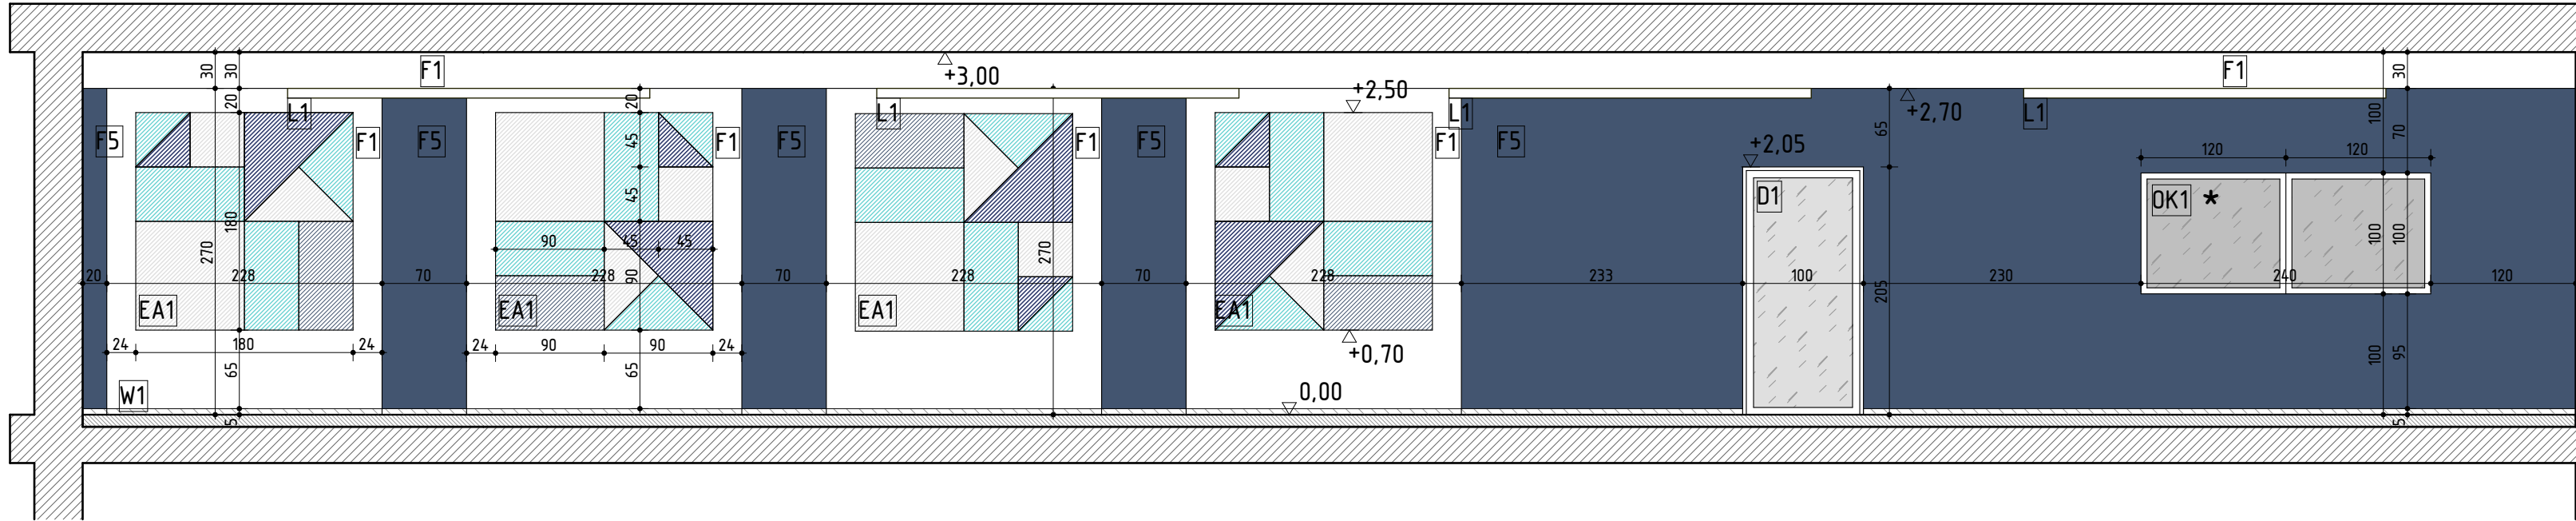 30 30 F1 +3,00 F1 30
20 L1 20 L1 +2,50 L1 +2,70 L1 100
F5 F1 F5 45 F1 F5 F1 F5 F1 F5 65 +2,05 70
120 120
45 D1 OK1 *
180 270 90 45 45 270 100 100
20 228 70 228 90 70 228 70 228 233 100 205 230 240 120
EA1 EA1 EA1 EA1
24 180 24 24 90 90 24 +0,70 100 95
65 65
W1 0,00
5 5